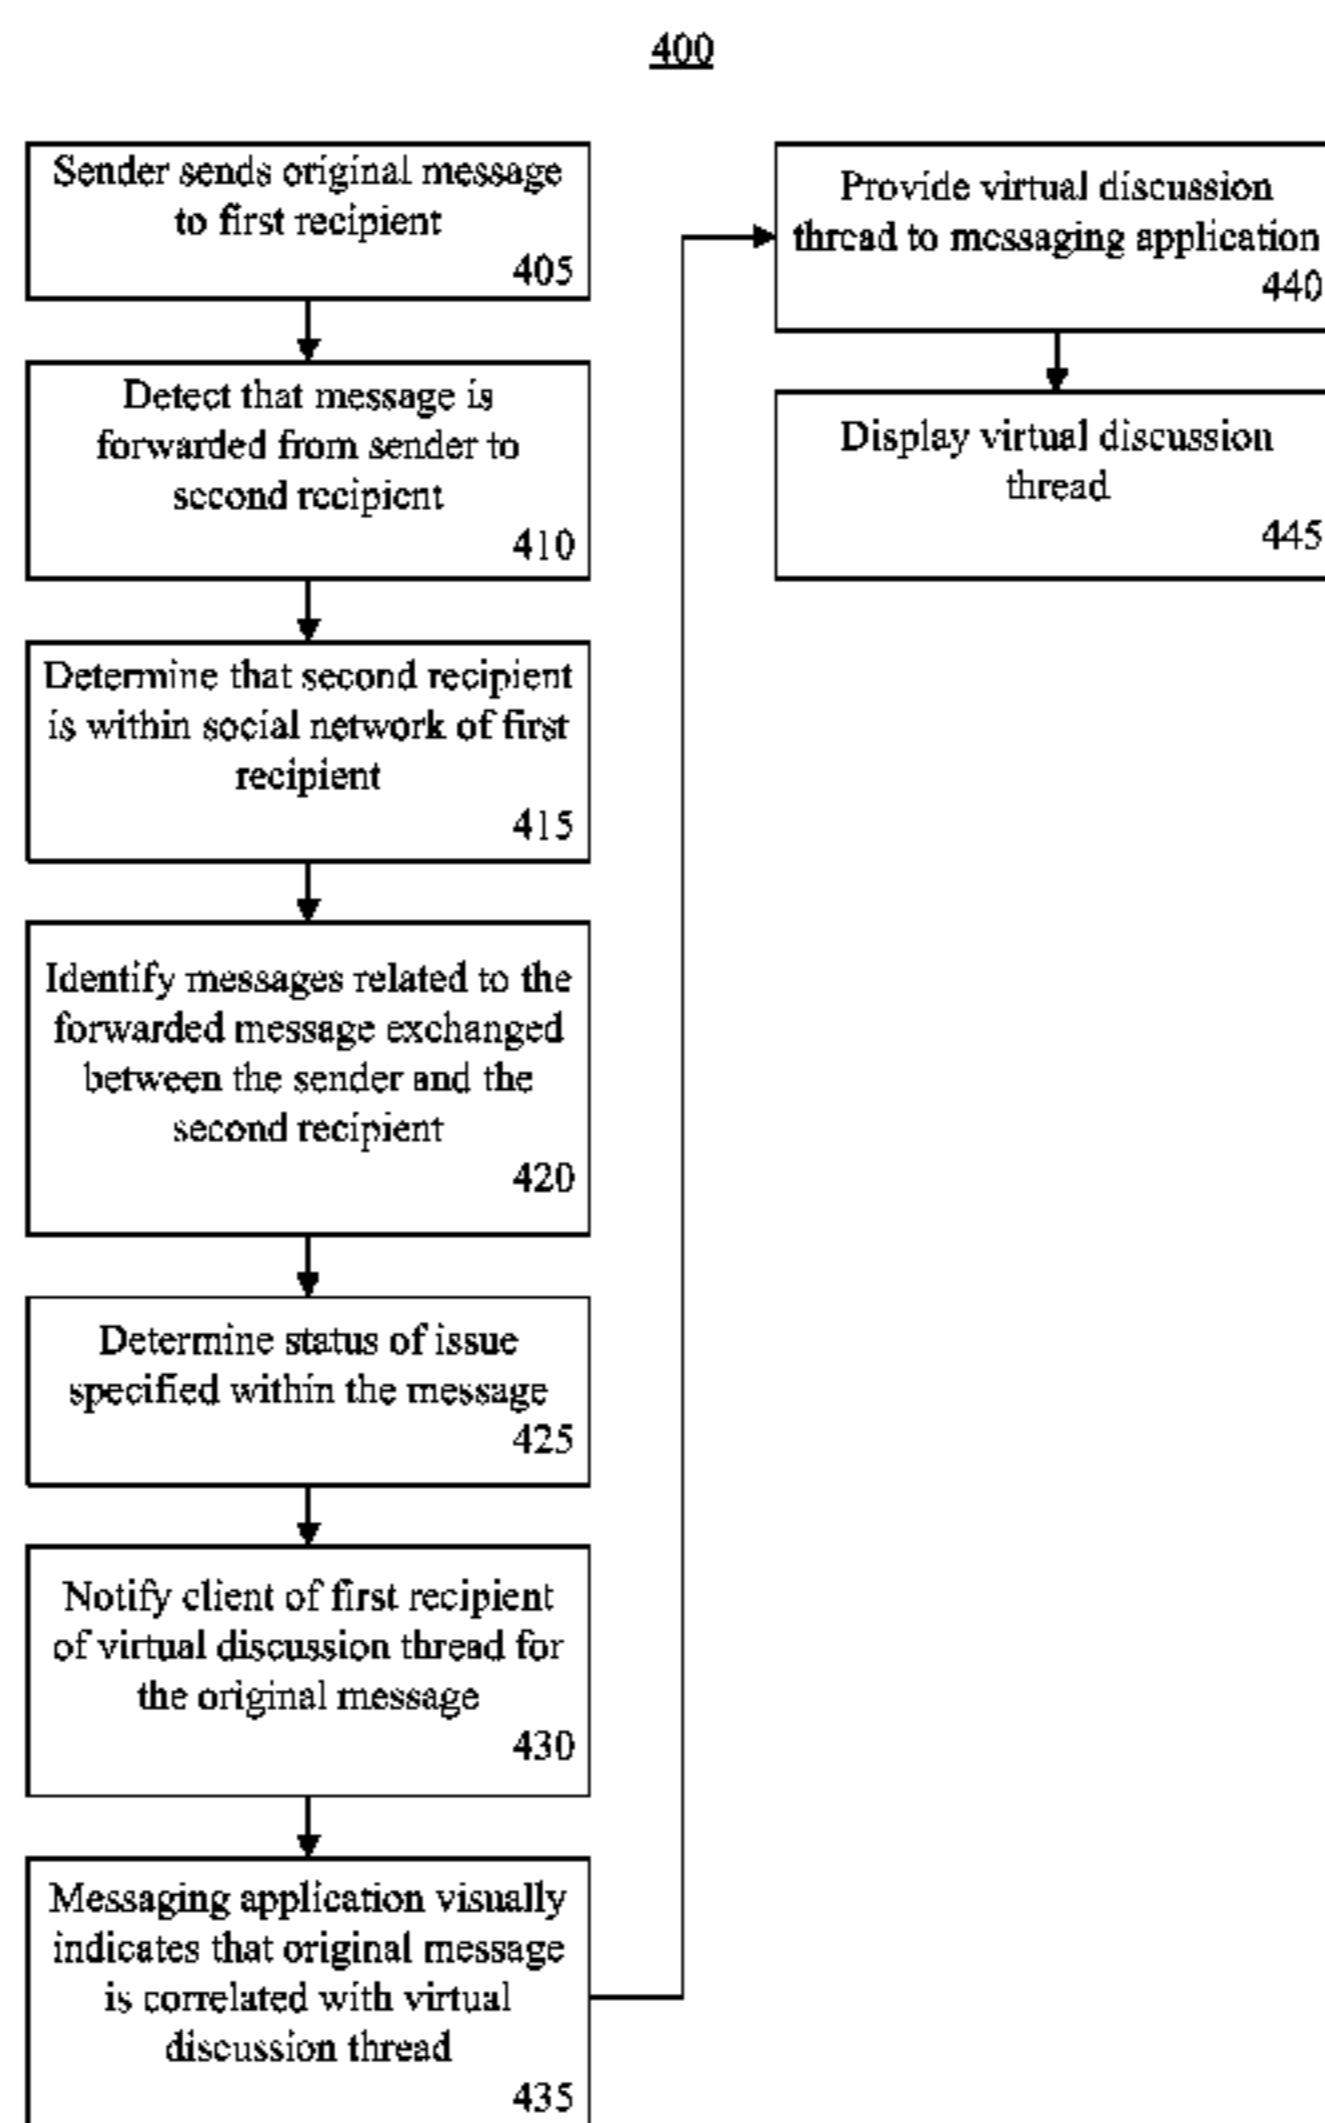 400
Sender sends original message
to first recipient
405
Detect that message is
forwarded from sender to
second recipient
410
Determine that second recipient
is within social network of first
recipient
415
Identify messages related to the
forwarded message exchanged
between the sender and the
second recipient
420
Determine status of issue
specified within the message
425
Notify client of first recipient
of virtual discussion thread for
the original message
430
Messaging application visually
indicates that original message
is correlated with virtual
discussion thread
435
Provide virtual discussion
thread to messaging application
440
Display virtual discussion
thread
445